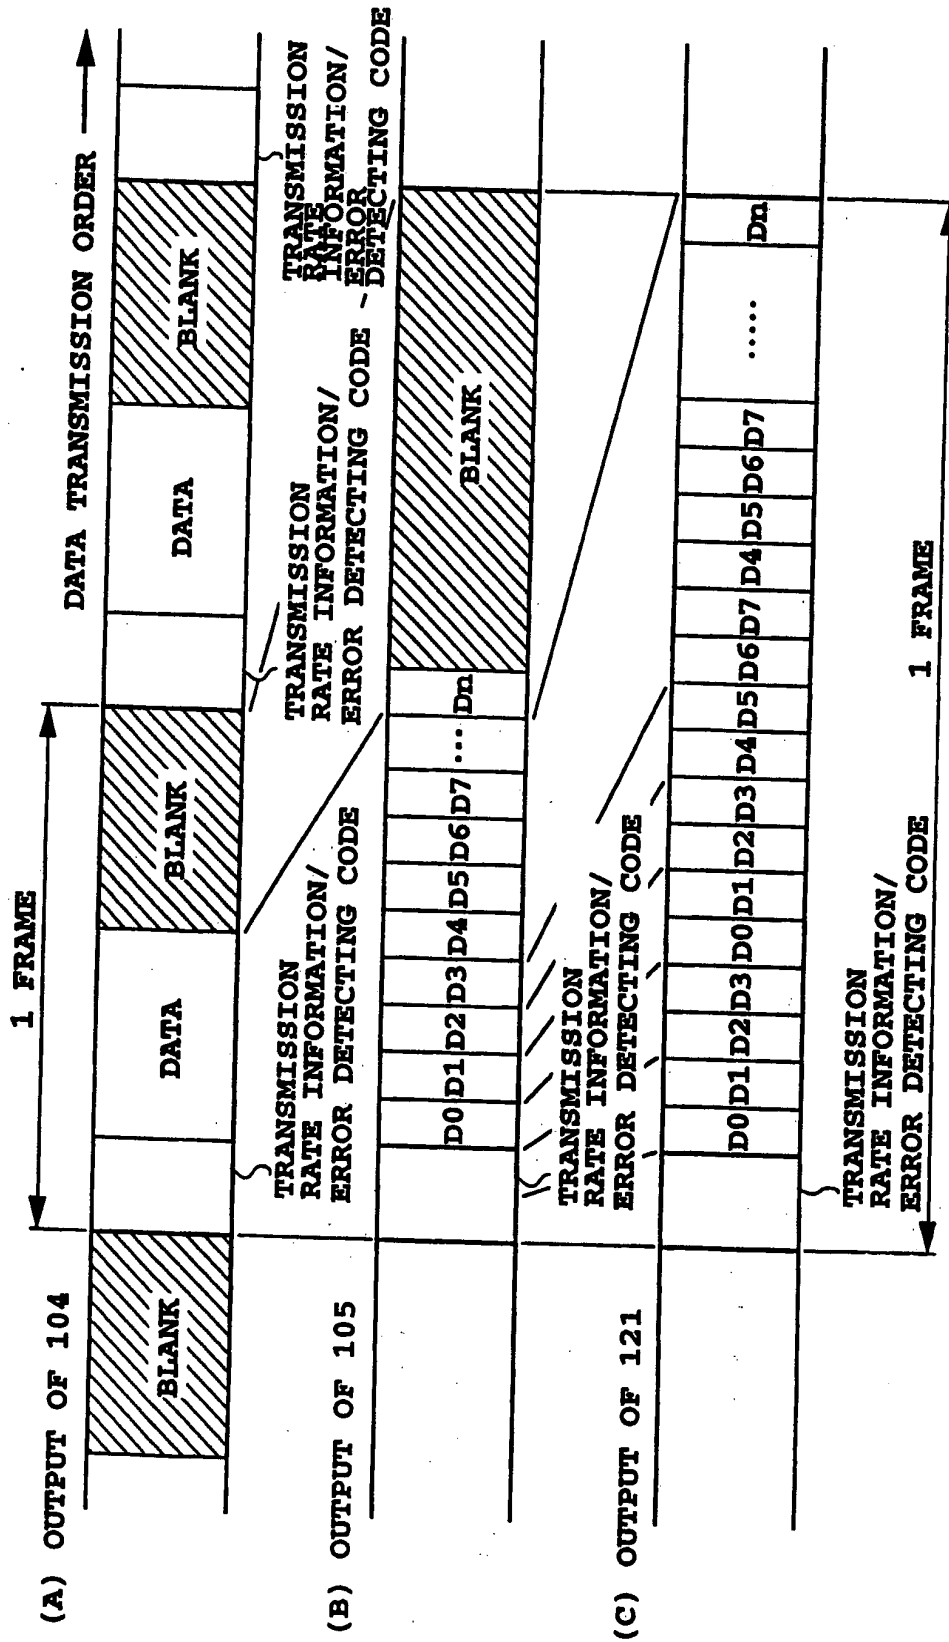 DATA TRANSMISSION ORDER
1 FRAME
(A) OUTPUT OF 104
BLANK
DATA
BLANK
DATA
BLANK
TRANSMISSION
RATE INFORMATION/
ERROR DETECTING CODE
TRANSMISSION
RATE INFORMATION/
ERROR DETECTING CODE
TRANSMISSION
RATE
INFORMATION/
ERROR
DETECTING CODE
(B) OUTPUT OF 105
D0 D1 D2 D3 D4 D5 D6 D7 ... Dn
BLANK
TRANSMISSION
RATE INFORMATION/
ERROR DETECTING CODE
(C) OUTPUT OF 121
D0 D1 D2 D3 D0 D1 D2 D3 D4 D5 D6 D7 D4 D5 D6 D7 ..... Dn
TRANSMISSION
RATE INFORMATION/
ERROR DETECTING CODE
1 FRAME